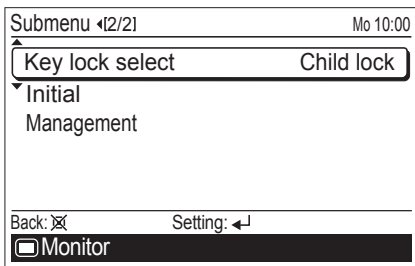 Submenu [2/2] Mo 10:00
Key lock select Child lock
Initial
Management
Back: Setting:
Monitor